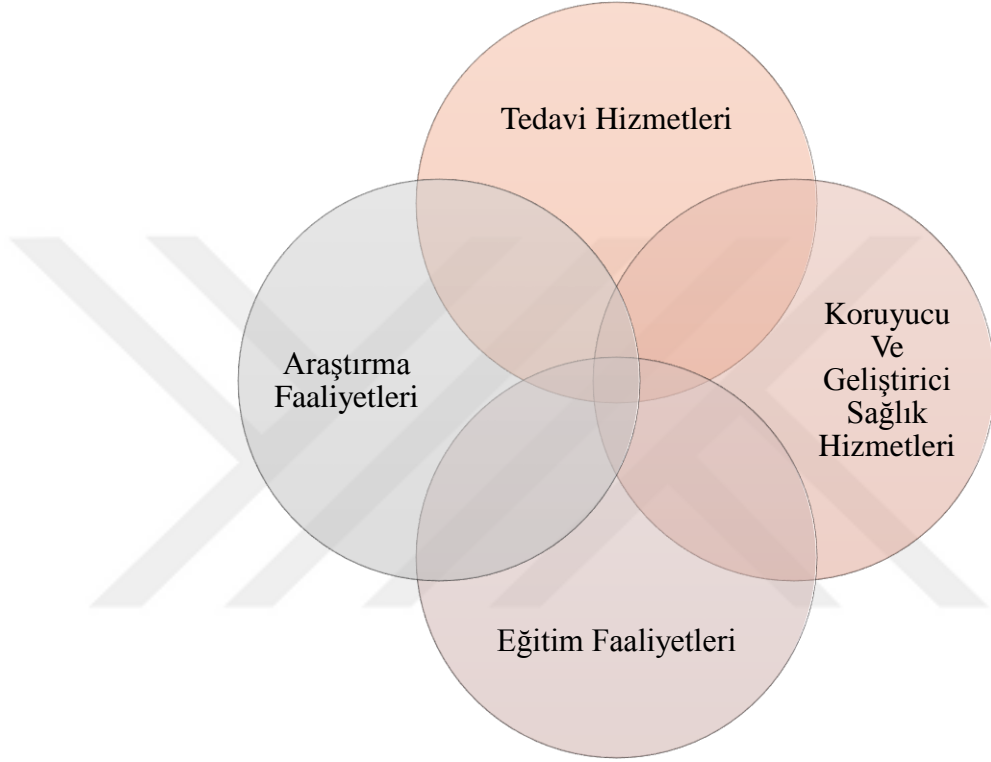 Tedavi Hizmetleri
Araştırma
Faaliyetleri
Koruyucu
Ve
Geliştirici
Sağlık
Hizmetleri
Eğitim Faaliyetleri